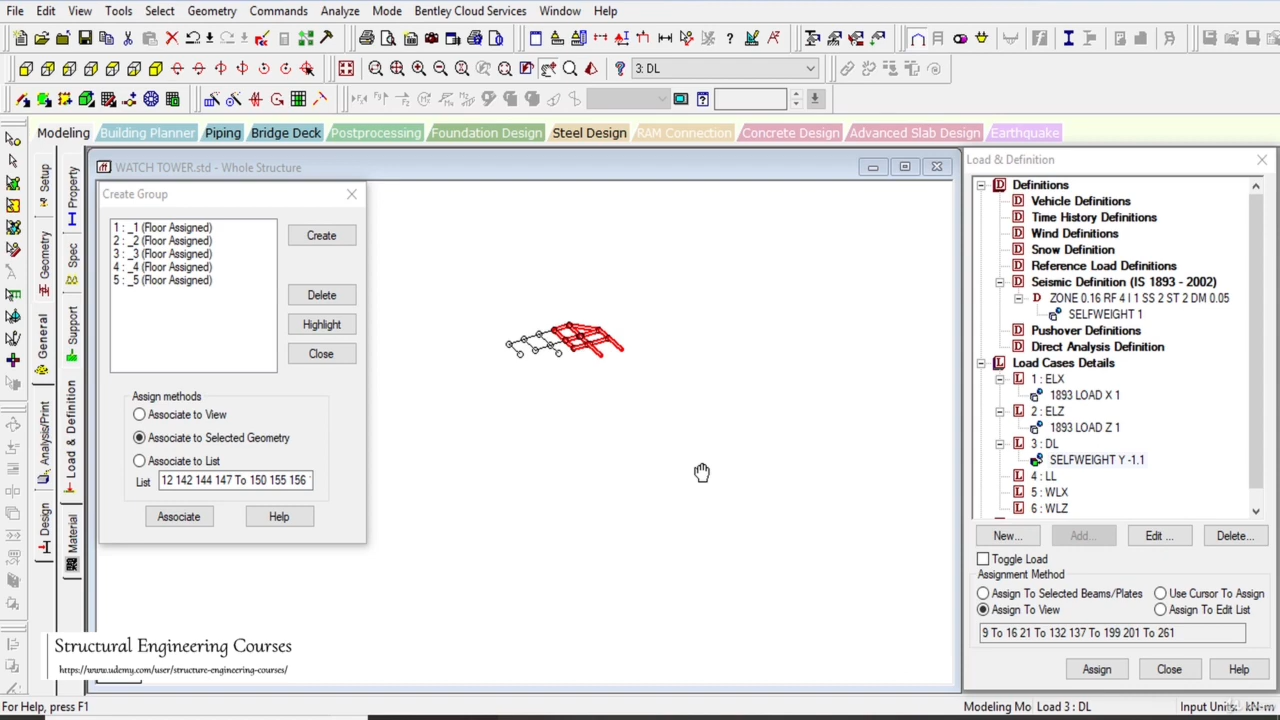 File Edit View Tools Select Geometry Commands Analyze Mode Bentley Cloud Services Window Help
3: DL
Modeling Building Planner Piping Bridge Deck Postprocessing Foundation Design Steel Design RAM Connection Concrete Design Advanced Slab Design Earthquake
Setup
Geometry
General
Analysis/Print
Design
Property
Spec
Support
Load & Definition
Material
WATCH TOWER.std - Whole Structure
Create Group
1 : _1 (Floor Assigned)
2 : _2 (Floor Assigned)
3 : _3 (Floor Assigned)
4 : _4 (Floor Assigned)
5 : _5 (Floor Assigned)
Create
Delete
Highlight
Close
Assign methods
Associate to View
Associate to Selected Geometry
Associate to List
List 12 142 144 147 To 150 155 156
Associate Help
Load & Definition
Definitions
Vehicle Definitions
Time History Definitions
Wind Definitions
Snow Definition
Reference Load Definitions
Seismic Definition (IS 1893 - 2002)
ZONE 0.16 RF 4 I 1 SS 2 ST 2 DM 0.05
SELFWEIGHT 1
Pushover Definitions
Direct Analysis Definition
Load Cases Details
1 : ELX
1893 LOAD X 1
2 : ELZ
1893 LOAD Z 1
3 : DL
SELFWEIGHT Y -1.1
4 : LL
5 : WLX
6 : WLZ
New... Add... Edit ... Delete...
Toggle Load
Assignment Method
Assign To Selected Beams/Plates Use Cursor To Assign
Assign To View Assign To Edit List
9 To 16 21 To 132 137 To 199 201 To 261
Assign Close Help
Structural Engineering Courses
https://www.udemy.com/user/structure-engineering-courses/
For Help, press F1
Modeling Mo Load 3 : DL Input Units: kN-m